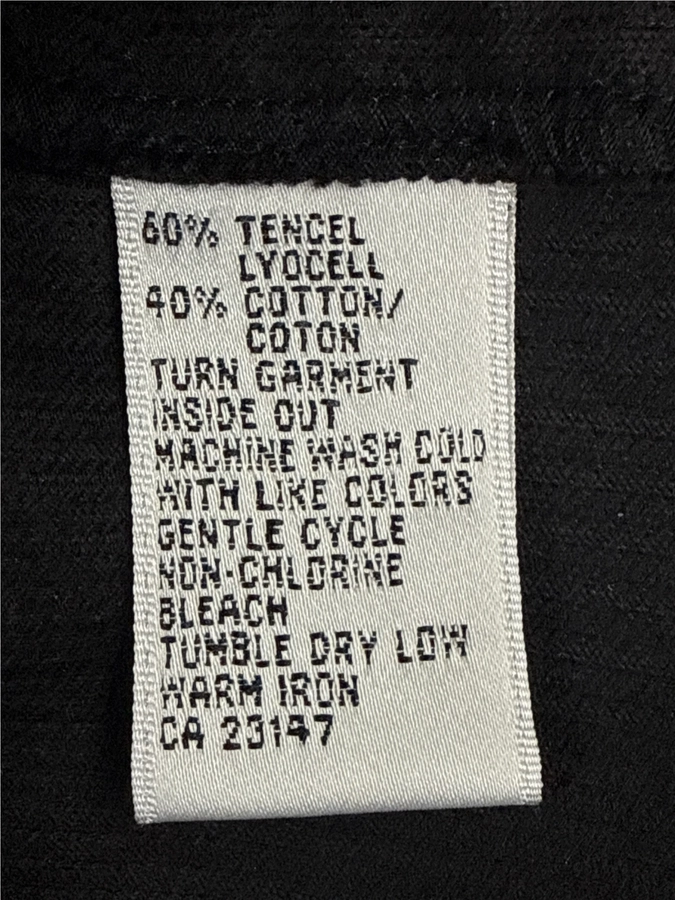 60% TENCEL
LYOCELL
40% COTTON/
COTON
TURN GARMENT
INSIDE OUT
MACHINE WASH COLD
WITH LIKE COLORS
GENTLE CYCLE
NON-CHLORINE
BLEACH
TUMBLE DRY LOW
WARM IRON
CA 23147